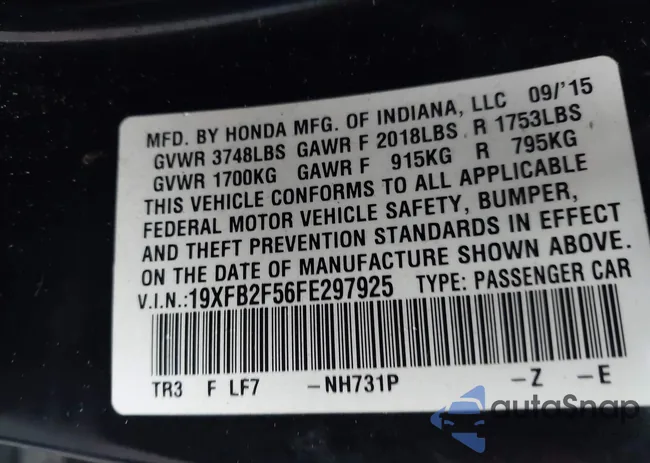 MFD. BY HONDA MFG. OF INDIANA, LLC 09/'15
GVWR 3748LBS GAWR F 2018LBS R 1753LBS
GVWR 1700KG GAWR F 915KG R 795KG
THIS VEHICLE CONFORMS TO ALL APPLICABLE
FEDERAL MOTOR VEHICLE SAFETY, BUMPER,
AND THEFT PREVENTION STANDARDS IN EFFECT
ON THE DATE OF MANUFACTURE SHOWN ABOVE.
V.I.N.:19XFB2F56FE297925 TYPE: PASSENGER CAR
TR3 F LF7 -NH731P -Z -E
autoSnap